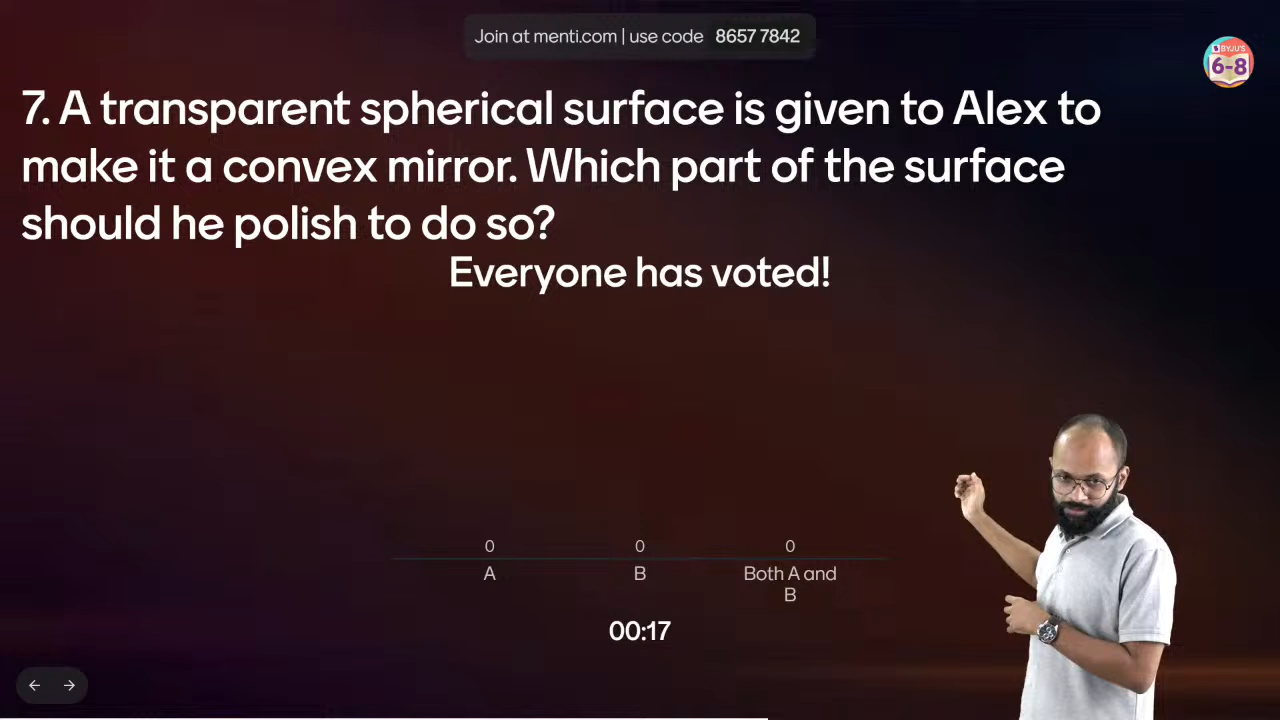 Join at menti.com | use code 8657 7842
BYJU'S
6-8
7. A transparent spherical surface is given to Alex to
make it a convex mirror. Which part of the surface
should he polish to do so?
Everyone has voted!
0 0 0
A B Both A and
B
00:17